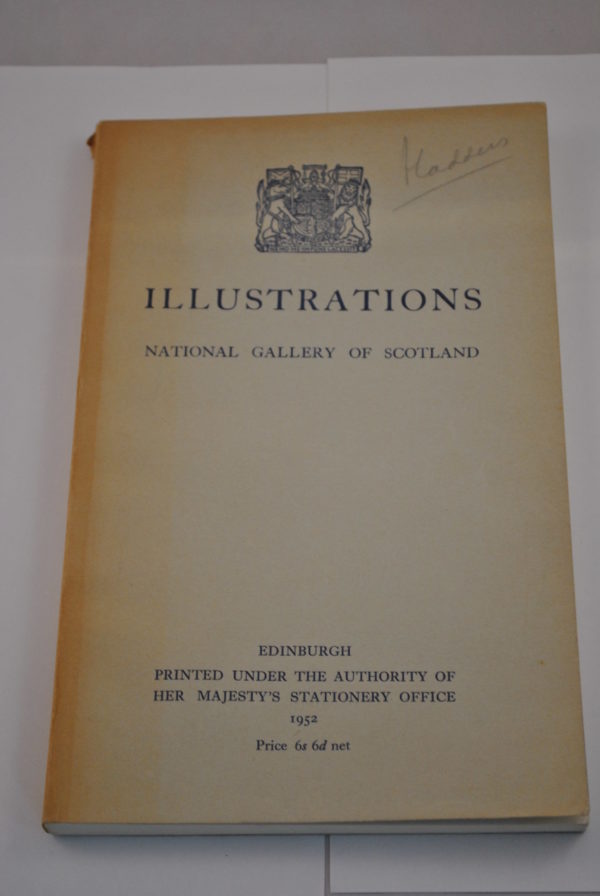 ILLUSTRATIONS
NATIONAL GALLERY OF SCOTLAND
EDINBURGH
PRINTED UNDER THE AUTHORITY OF
HER MAJESTY'S STATIONERY OFFICE
1952
Price 6s 6d net